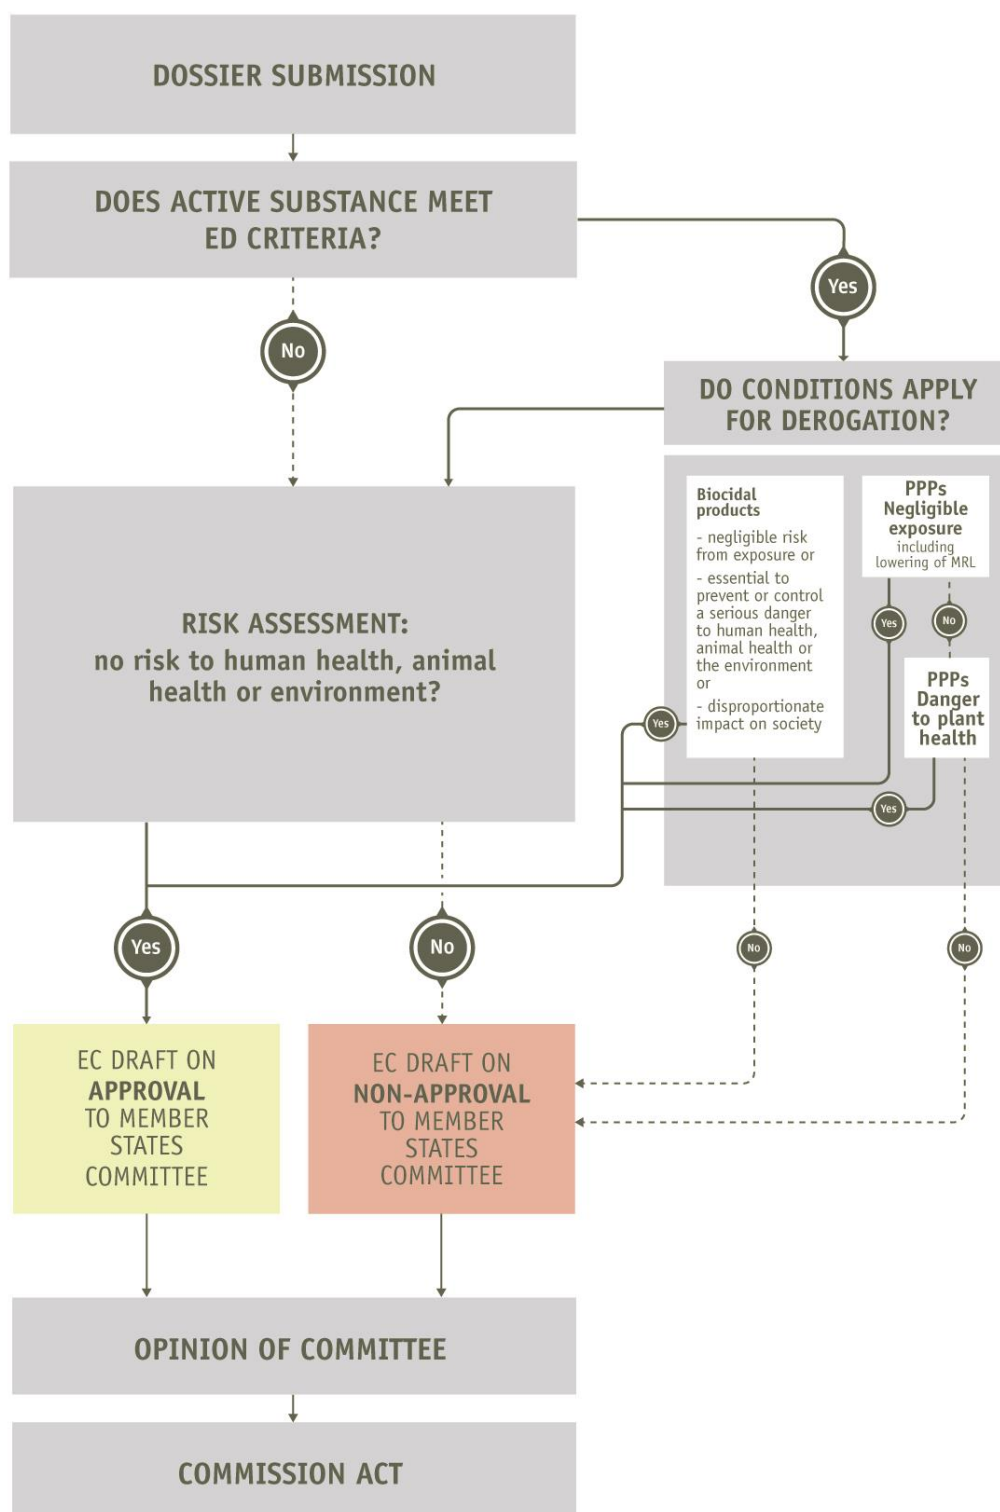 DOSSIER SUBMISSION
DOES ACTIVE SUBSTANCE MEET
ED CRITERIA?
Yes
No
DO CONDITIONS APPLY
FOR DEROGATION?
Biocidal
products
- negligible risk
from exposure or
- essential to
prevent or control
a serious danger
to human health,
animal health or
the environment
or
- disproportionate
impact on society
PPPs
Negligible
exposure
including
lowering of MRL
Yes
No
PPPs
Danger
to plant
health
Yes
Yes
RISK ASSESSMENT:
no risk to human health, animal
health or environment?
Yes
No
No
No
EC DRAFT ON
APPROVAL
TO MEMBER
STATES
COMMITTEE
EC DRAFT ON
NON-APPROVAL
TO MEMBER
STATES
COMMITTEE
OPINION OF COMMITTEE
COMMISSION ACT